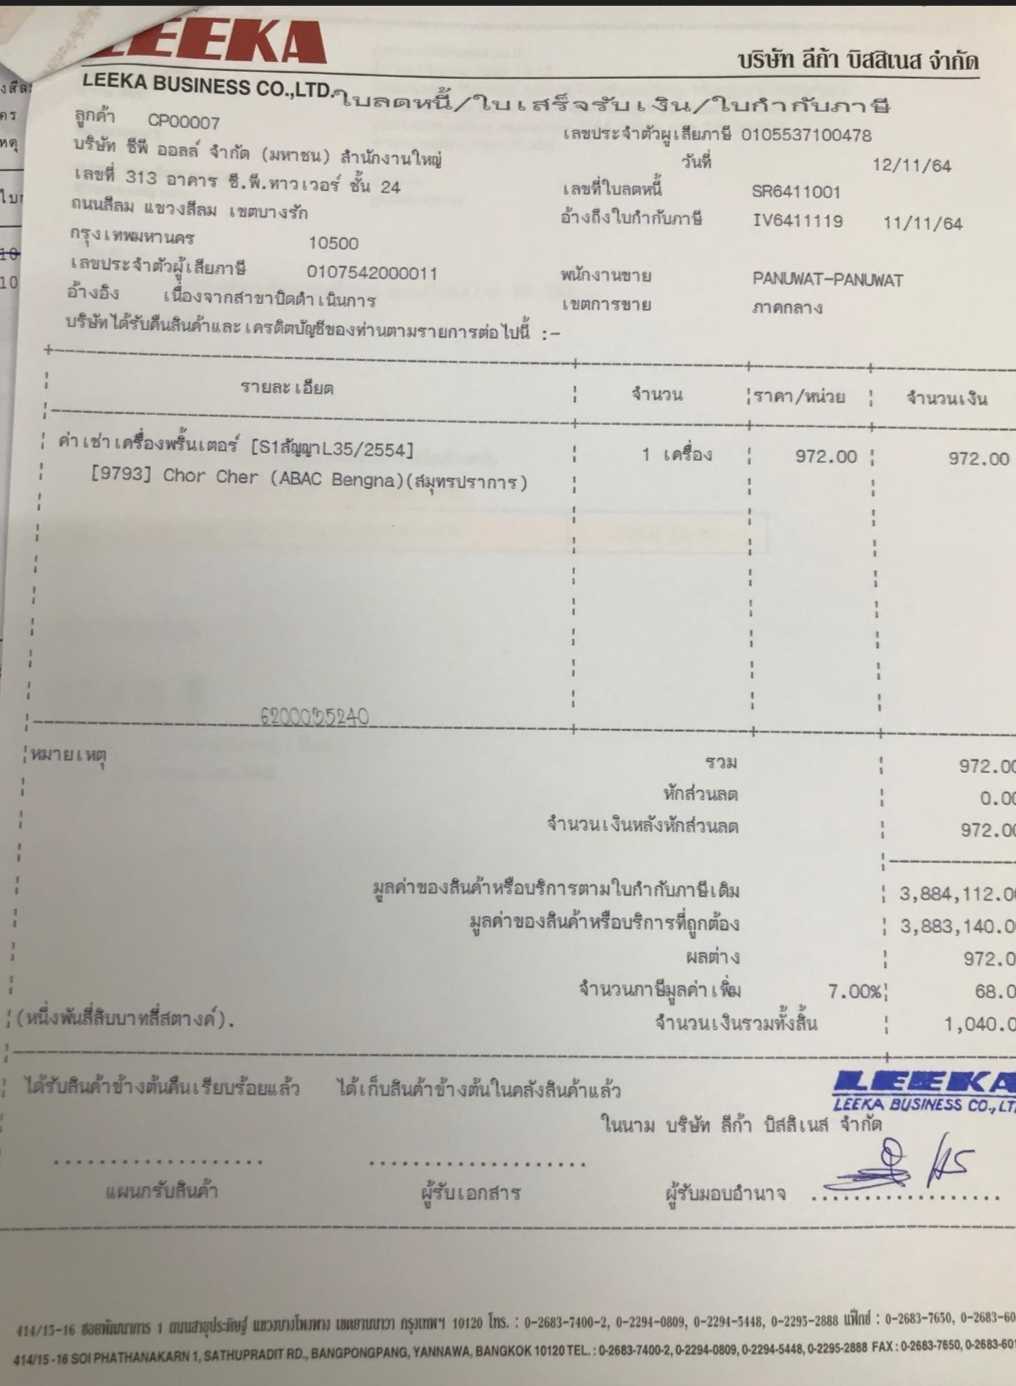 LEEKA
บริษัท ลีก้า บิสสิเนส จำกัด
LEEKA BUSINESS CO.,LTD.
ใบลดหนี้/ใบเสร็จรับเงิน/ใบกำกับภาษี
ลูกค้า CP00007
เลขประจำตัวผู้เสียภาษี 0105537100478
บริษัท ซีพี ออลล์ จำกัด (มหาชน) สำนักงานใหญ่
วันที่ 12/11/64
เลขที่ 313 อาคาร ซี.พี.ทาวเวอร์ ชั้น 24
เลขที่ใบลดหนี้ SR6411001
ถนนสีลม แขวงสีลม เขตบางรัก
อ้างถึงใบกำกับภาษี IV6411119 11/11/64
กรุงเทพมหานคร 10500
เลขประจำตัวผู้เสียภาษี 0107542000011
พนักงานขาย PANUWAT-PANUWAT
อ้างอิง เนื่องจากสาขาปิดดำเนินการ
เขตการขาย ภาคกลาง
บริษัทได้รับคืนสินค้าและเครดิตบัญชีของท่านตามรายการต่อไปนี้ :-
รายละเอียด จำนวน ราคา/หน่วย จำนวนเงิน
ค่าเช่าเครื่องพริ้นเตอร์ [S1สัญญาL35/2554] 1 เครื่อง 972.00 972.00
[9793] Chor Cher (ABAC Bengna)(สมุทรปราการ)
6200005240
หมายเหตุ รวม 972.00
หักส่วนลด 0.00
จำนวนเงินหลังหักส่วนลด 972.00
มูลค่าของสินค้าหรือบริการตามใบกำกับภาษีเดิม 3,884,112.0
มูลค่าของสินค้าหรือบริการที่ถูกต้อง 3,883,140.0
ผลต่าง 972.0
จำนวนภาษีมูลค่าเพิ่ม 7.00% 68.0
(หนึ่งพันสี่สิบบาทสี่สตางค์). จำนวนเงินรวมทั้งสิ้น 1,040.0
ได้รับสินค้าข้างต้นคืนเรียบร้อยแล้ว ได้เก็บสินค้าข้างต้นในคลังสินค้าแล้ว
LEEKA
LEEKA BUSINESS CO.,LT
ในนาม บริษัท ลีก้า บิสสิเนส จำกัด
แผนกรับสินค้า ผู้รับเอกสาร ผู้รับมอบอำนาจ
414/15-16 ซอยพัฒนาการ 1 ถนนสาธุประดิษฐ์ แขวงบางโพงพาง เขตยานนาวา กรุงเทพฯ 10120 โทร. : 0-2683-7400-2, 0-2294-0809, 0-2294-5448, 0-2295-2888 แฟ็กซ์ : 0-2683-7650, 0-2683-60
414/15-16 SOI PHATHANAKARN 1, SATHUPRADIT RD., BANGPONGPANG, YANNAWA, BANGKOK 10120 TEL. : 0-2683-7400-2, 0-2294-0809, 0-2294-5448, 0-2295-2888 FAX : 0-2683-7650, 0-2683-601